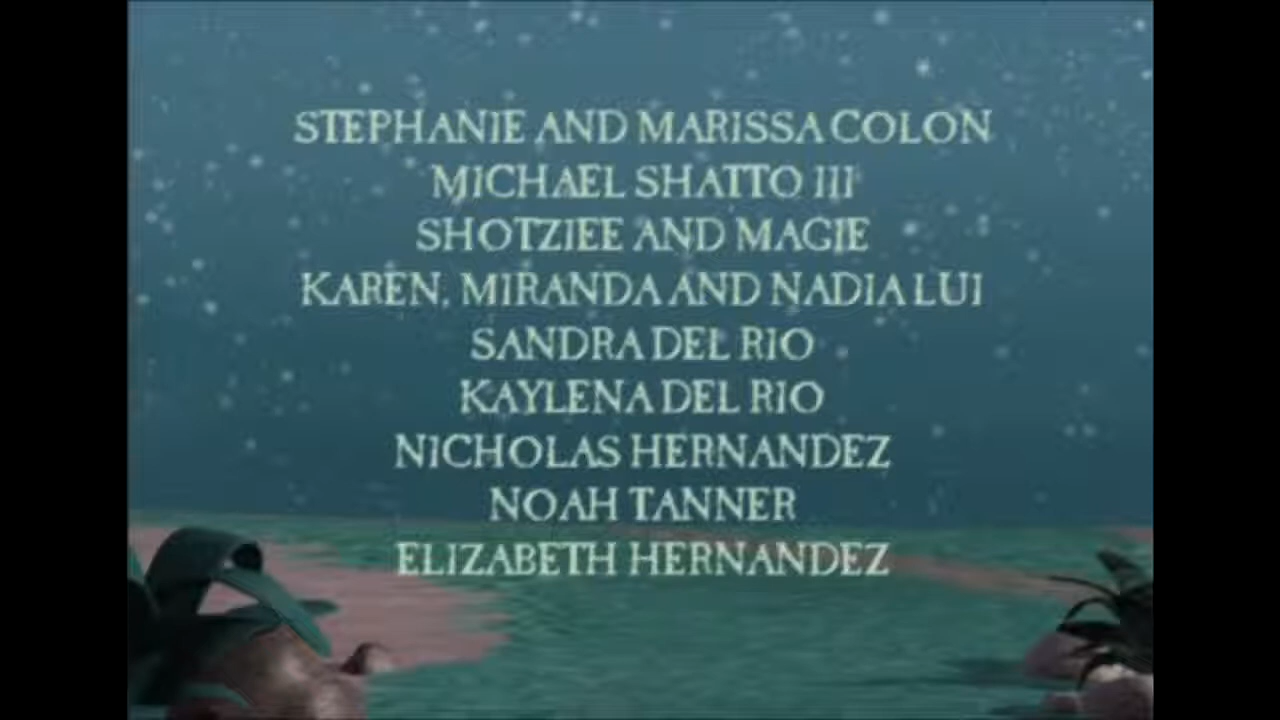 STEPHANIE AND MARISSA COLON
MICHAEL SHATTO III
SHOTZIEE AND MAGIE
KAREN, MIRANDA AND NADIA LUI
SANDRA DEL RIO
KAYLENA DEL RIO
NICHOLAS HERNANDEZ
NOAH TANNER
ELIZABETH HERNANDEZ